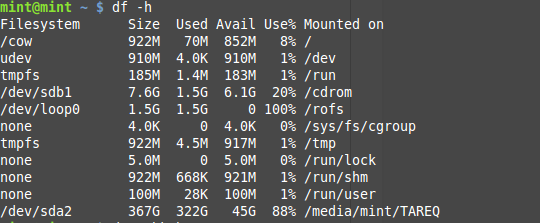 mint@mint ~ $ df -h
Filesystem Size Used Avail Use% Mounted on
/cow 922M 70M 852M 8% /
udev 910M 4.0K 910M 1% /dev
tmpfs 185M 1.4M 183M 1% /run
/dev/sdb1 7.6G 1.5G 6.1G 20% /cdrom
/dev/loop0 1.5G 1.5G 0 100% /rofs
none 4.0K 0 4.0K 0% /sys/fs/cgroup
tmpfs 922M 4.5M 917M 1% /tmp
none 5.0M 0 5.0M 0% /run/lock
none 922M 668K 921M 1% /run/shm
none 100M 28K 100M 1% /run/user
/dev/sda2 367G 322G 45G 88% /media/mint/TAREQ